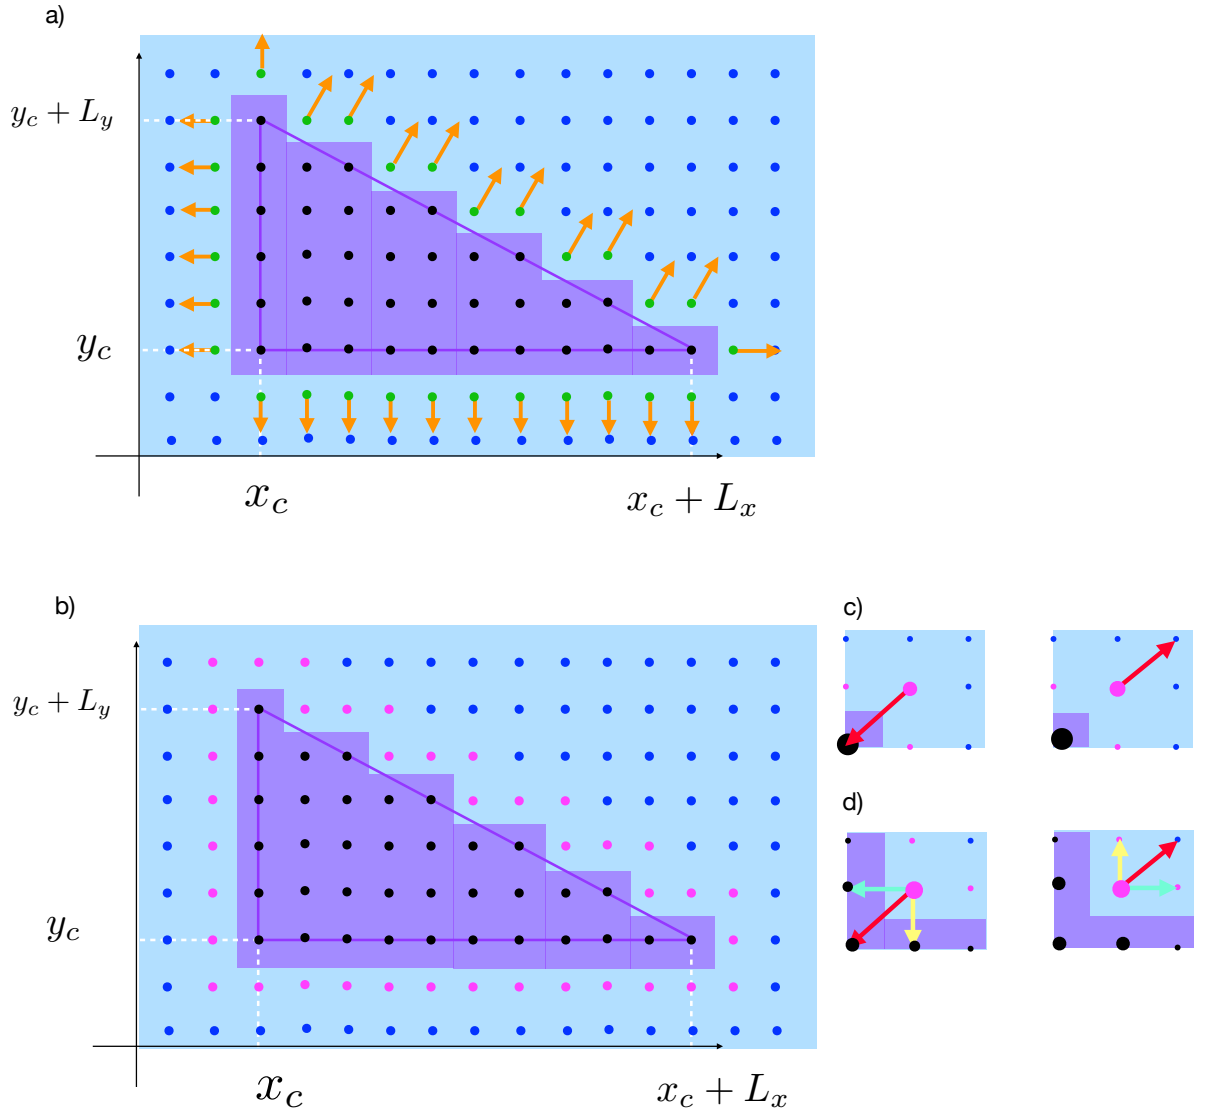 a)
y_c + L_y
y_c
x_c
x_c + L_x
b)
c)
y_c + L_y
d)
y_c
x_c
x_c + L_x